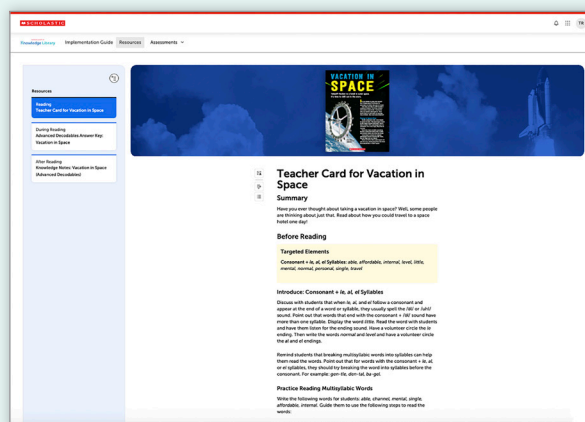 SCHOLASTIC
TR
Knowledge Library
Implementation Guide
Resources
Assessments
Resources
Reading
Teacher Card for Vacation in Space
During Reading
Advanced Decodables Answer Key:
Vacation in Space
After Reading
Knowledge Notes: Vacation in Space
(Advanced Decodables)
VACATION IN
SPACE
Teacher Card for Vacation in
Space
Summary
Have you ever thought about taking a vacation in space? Well, some people
are thinking about just that. Read about how you could travel to a space
hotel one day!
Before Reading
Targeted Elements
Consonant + le, al, el Syllables: able, affordable, internal, level, little,
mental, normal, personal, single, travel
Introduce: Consonant + le, al, el Syllables
Discuss with students that when le, al, and el follow a consonant and
appear at the end of a word or syllable, they usually spell the /əl/ or /uhl/
sound. Point out that words that end with the consonant + /əl/ sound have
more than one syllable. Display the word little. Read the word with students
and have them listen for the ending sound. Have a volunteer circle the le
ending. Then write the words normal and level and have a volunteer circle
the al and el endings.
Remind students that breaking multisyllabic words into syllables can help
them read the words. Point out that for words with the consonant + le, al,
or el syllables, they should try breaking the word into syllables before the
consonant. For example: gen-tle, den-tal, ba-gel.
Practice Reading Multisyllabic Words
Write the following words for students: able, channel, mental, single,
affordable, internal. Guide them to use the following steps to read the
words: